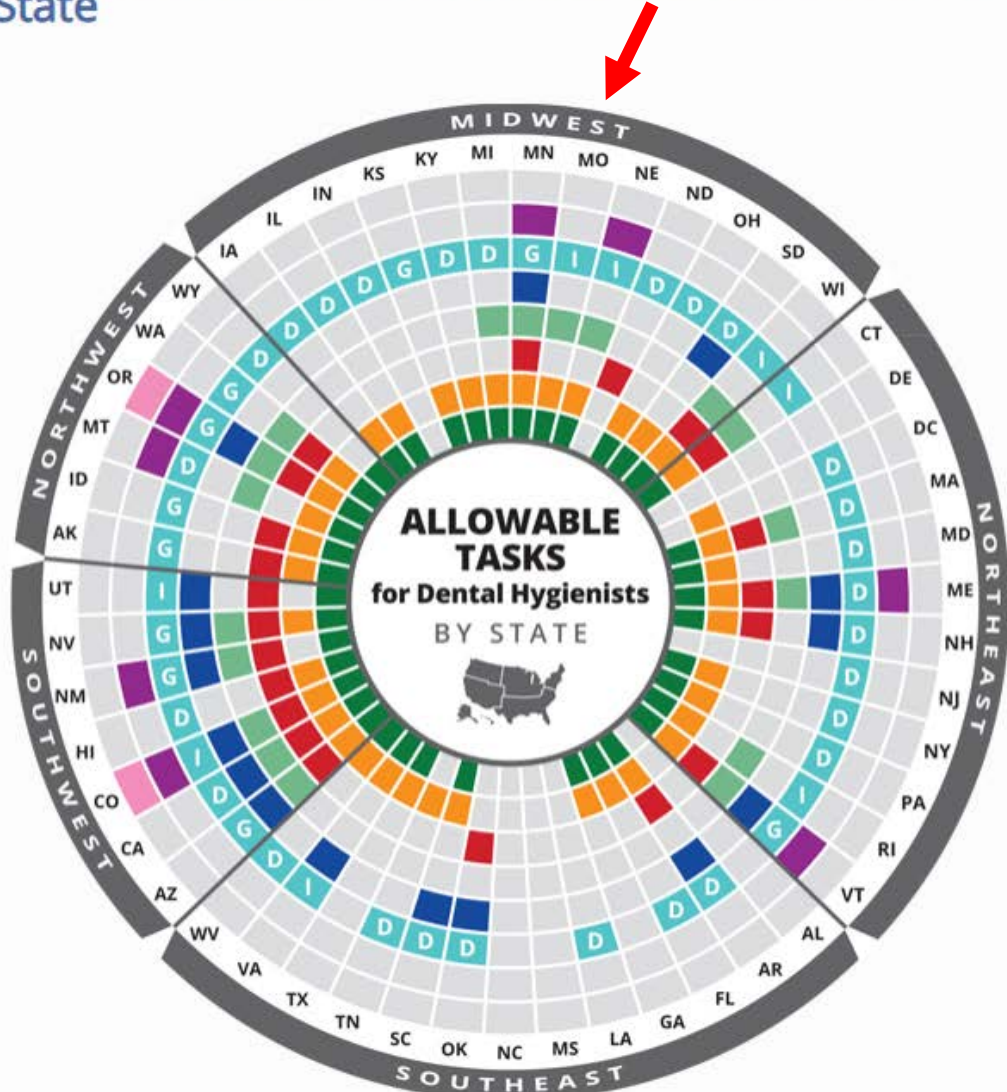 State
MIDWEST
IA IL IN KS KY MI MN MO NE ND OH SD WI
D D D G D D G I I D D D I I
NORTHEAST
CT DE DC MA MD ME NH NJ NY PA RI VT
D D D D D D D D I G
SOUTHEAST
AL AR FL GA LA MS NC OK SC TN TX VA WV
D D D D D D I D
SOUTHWEST
AZ CA CO HI NM NV UT
G D I D G G I
NORTHWEST
AK ID MT OR WA WY
G G D G G D
ALLOWABLE
TASKS
for Dental Hygienists
BY STATE